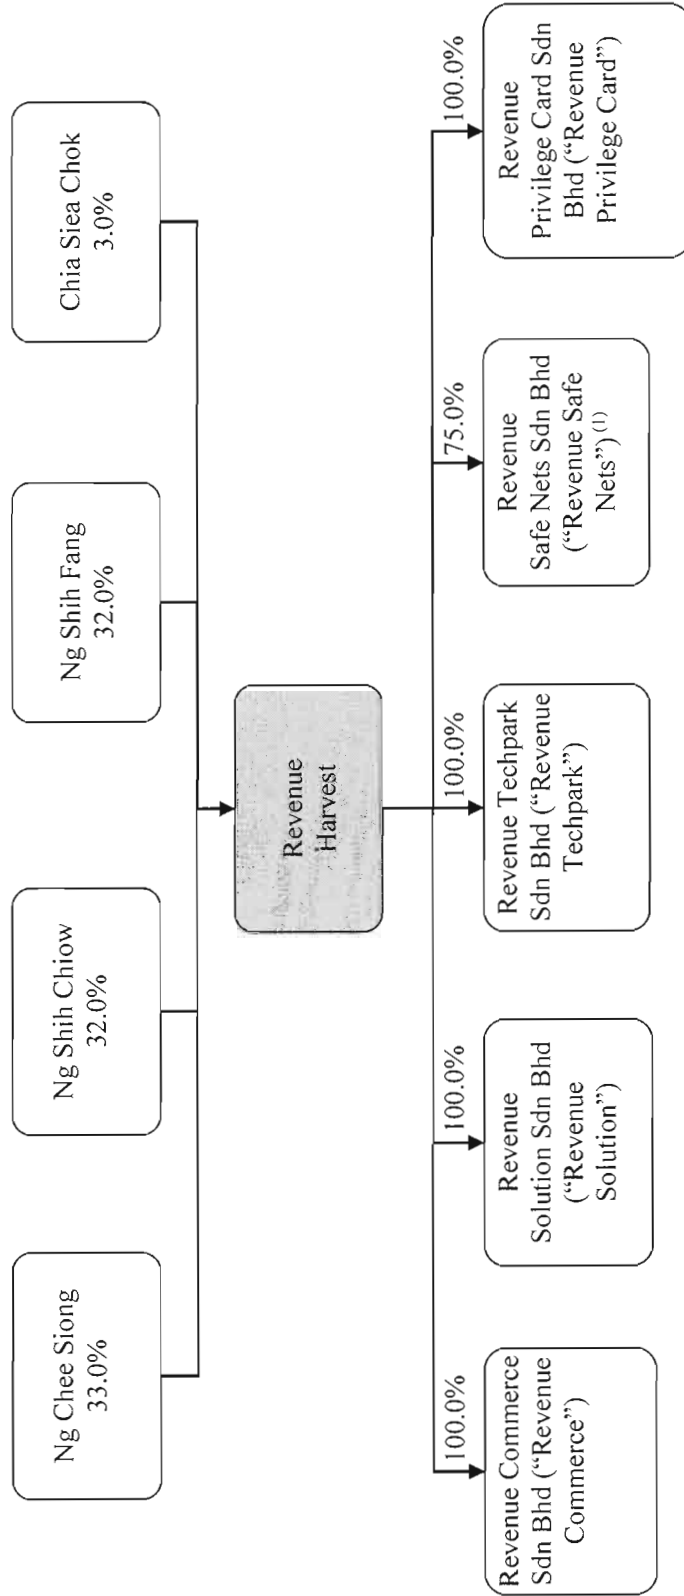 Ng Chee Siong
33.0%
Ng Shih Chiow
32.0%
Ng Shih Fang
32.0%
Chia Siea Chok
3.0%
Revenue
Harvest
100.0%
100.0%
100.0%
75.0%
100.0%
Revenue Commerce
Sdn Bhd (“Revenue
Commerce”)
Revenue
Solution Sdn Bhd
(“Revenue
Solution”)
Revenue Techpark
Sdn Bhd (“Revenue
Techpark”)
Revenue
Safe Nets Sdn Bhd
(“Revenue Safe
Nets”) (1)
Revenue
Privilege Card Sdn
Bhd (“Revenue
Privilege Card”)